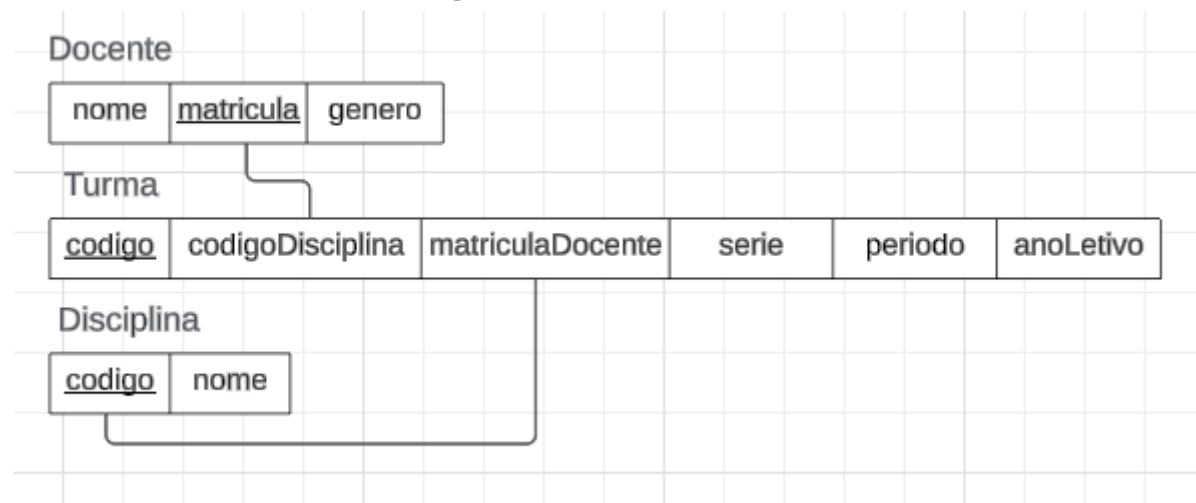 Docente
nome matricula genero
Turma
codigo codigoDisciplina matriculaDocente serie periodo anoLetivo
Disciplina
codigo nome